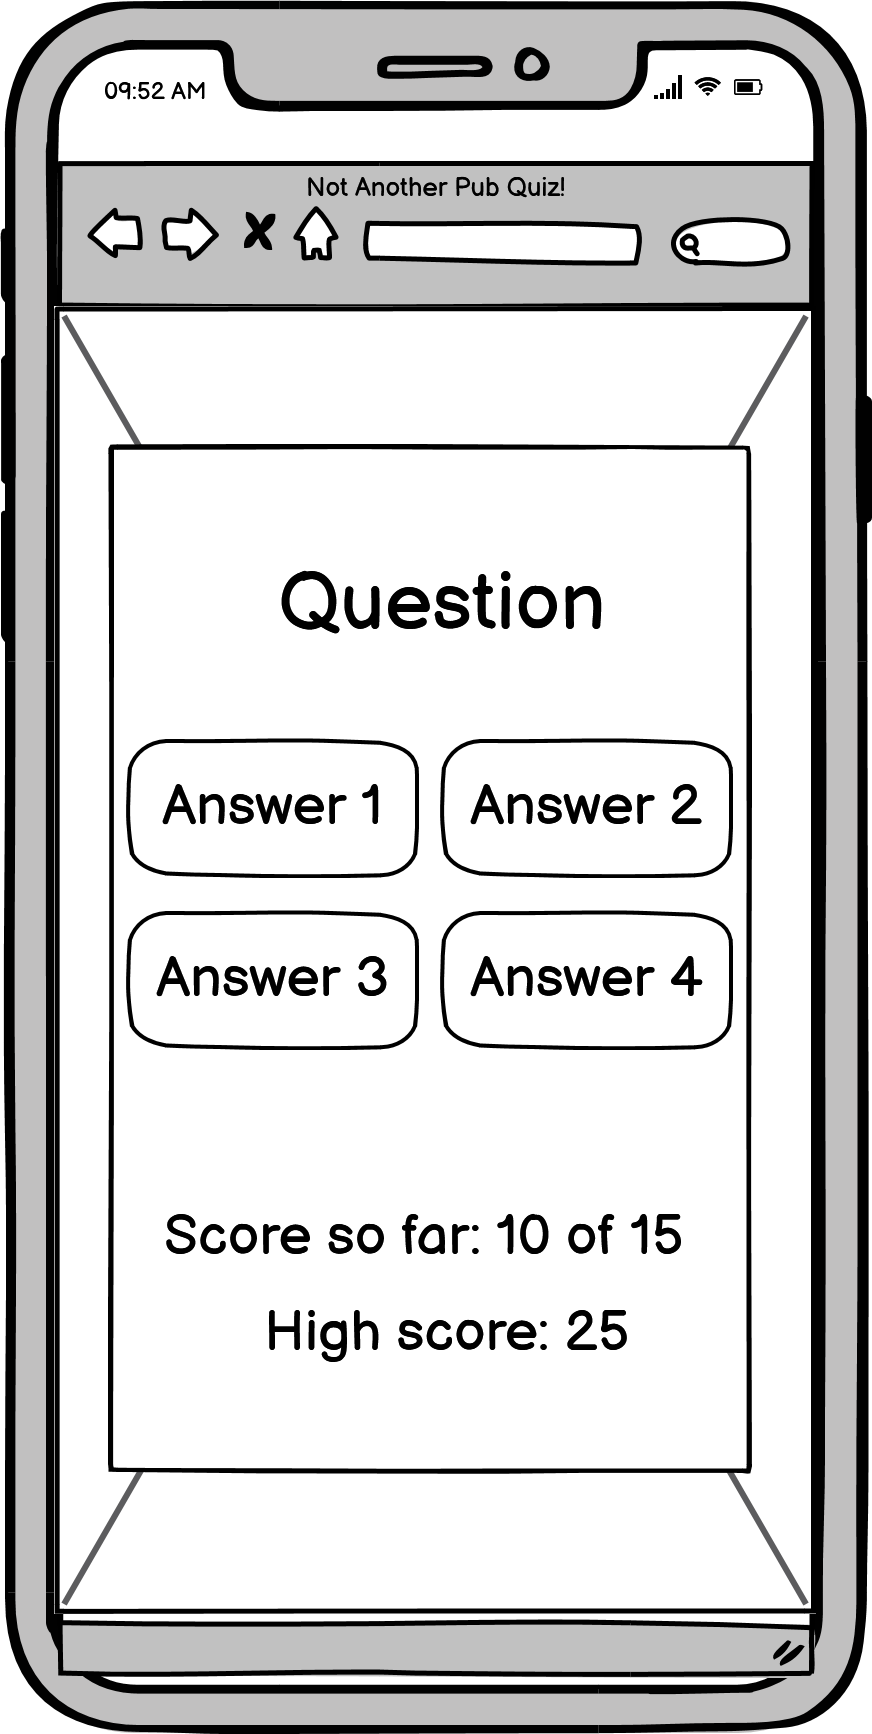 09:52 AM
Not Another Pub Quiz!
Question
Answer 1
Answer 2
Answer 3
Answer 4
Score so far: 10 of 15
High score: 25